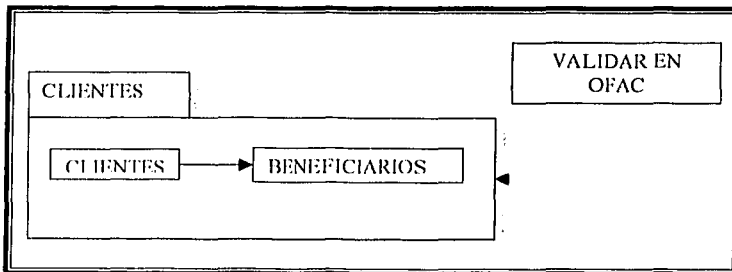 VALIDAR EN
OFAC
CLIENTES
CLIENTES
BENEFICIARIOS